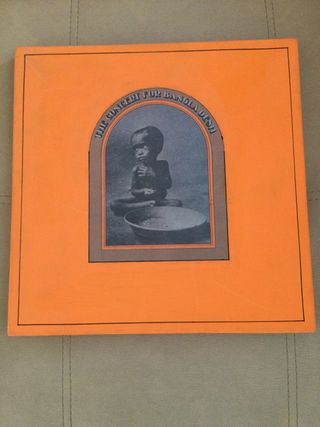 THE CONCERT FOR BANGLA DESH